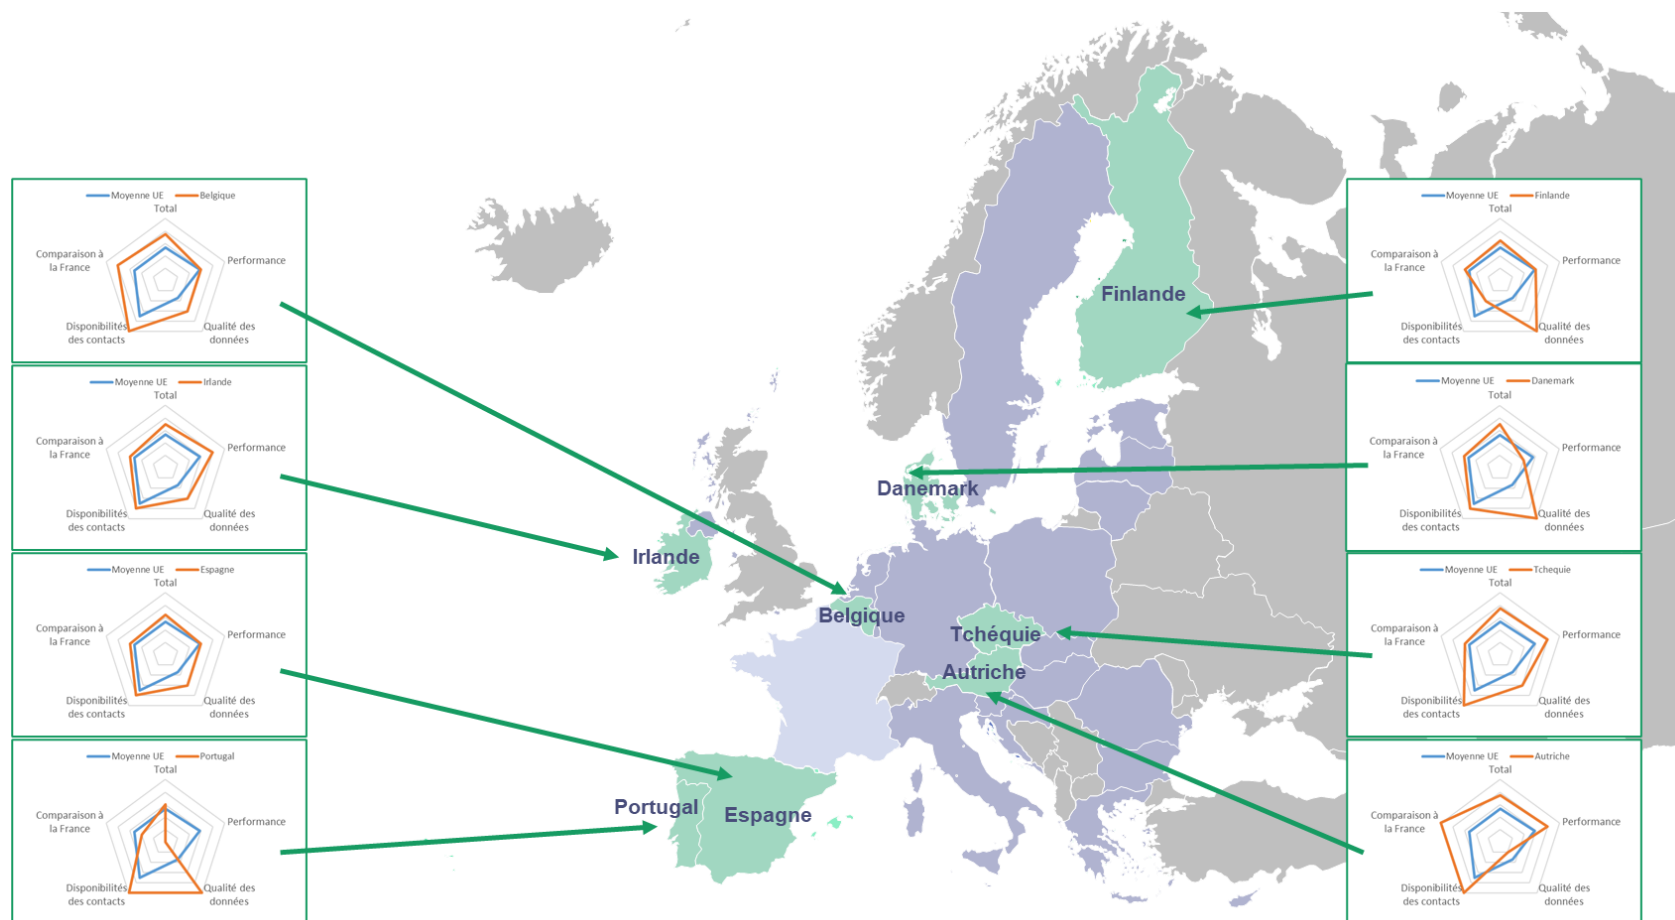 Moyenne UE Belgique
Total
Comparaison à
la France
Performance
Disponibilités
des contacts
Qualité des
données
Moyenne UE Irlande
Total
Comparaison à
la France
Performance
Disponibilités
des contacts
Qualité des
données
Moyenne UE Espagne
Total
Comparaison à
la France
Performance
Disponibilités
des contacts
Qualité des
données
Moyenne UE Portugal
Total
Comparaison à
la France
Performance
Disponibilités
des contacts
Qualité des
données
Finlande
Danemark
Irlande
Belgique
Tchéquie
Autriche
Portugal
Espagne
Moyenne UE Finlande
Total
Comparaison à
la France
Performance
Disponibilités
des contacts
Qualité des
données
Moyenne UE Danemark
Total
Comparaison à
la France
Performance
Disponibilités
des contacts
Qualité des
données
Moyenne UE Tchequie
Total
Comparaison à
la France
Performance
Disponibilités
des contacts
Qualité des
données
Moyenne UE Autriche
Total
Comparaison à
la France
Performance
Disponibilités
des contacts
Qualité des
données